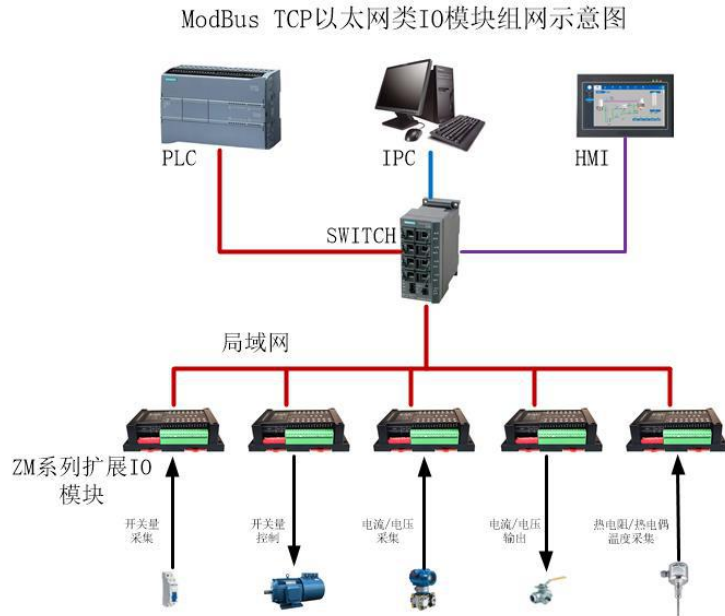 ModBus TCP以太网类IO模块组网示意图
PLC
IPC
HMI
SWITCH
局域网
ZM系列扩展IO
模块
开关量
采集
开关量
控制
电流/电压
采集
电流/电压
输出
热电阻/热电偶
温度采集